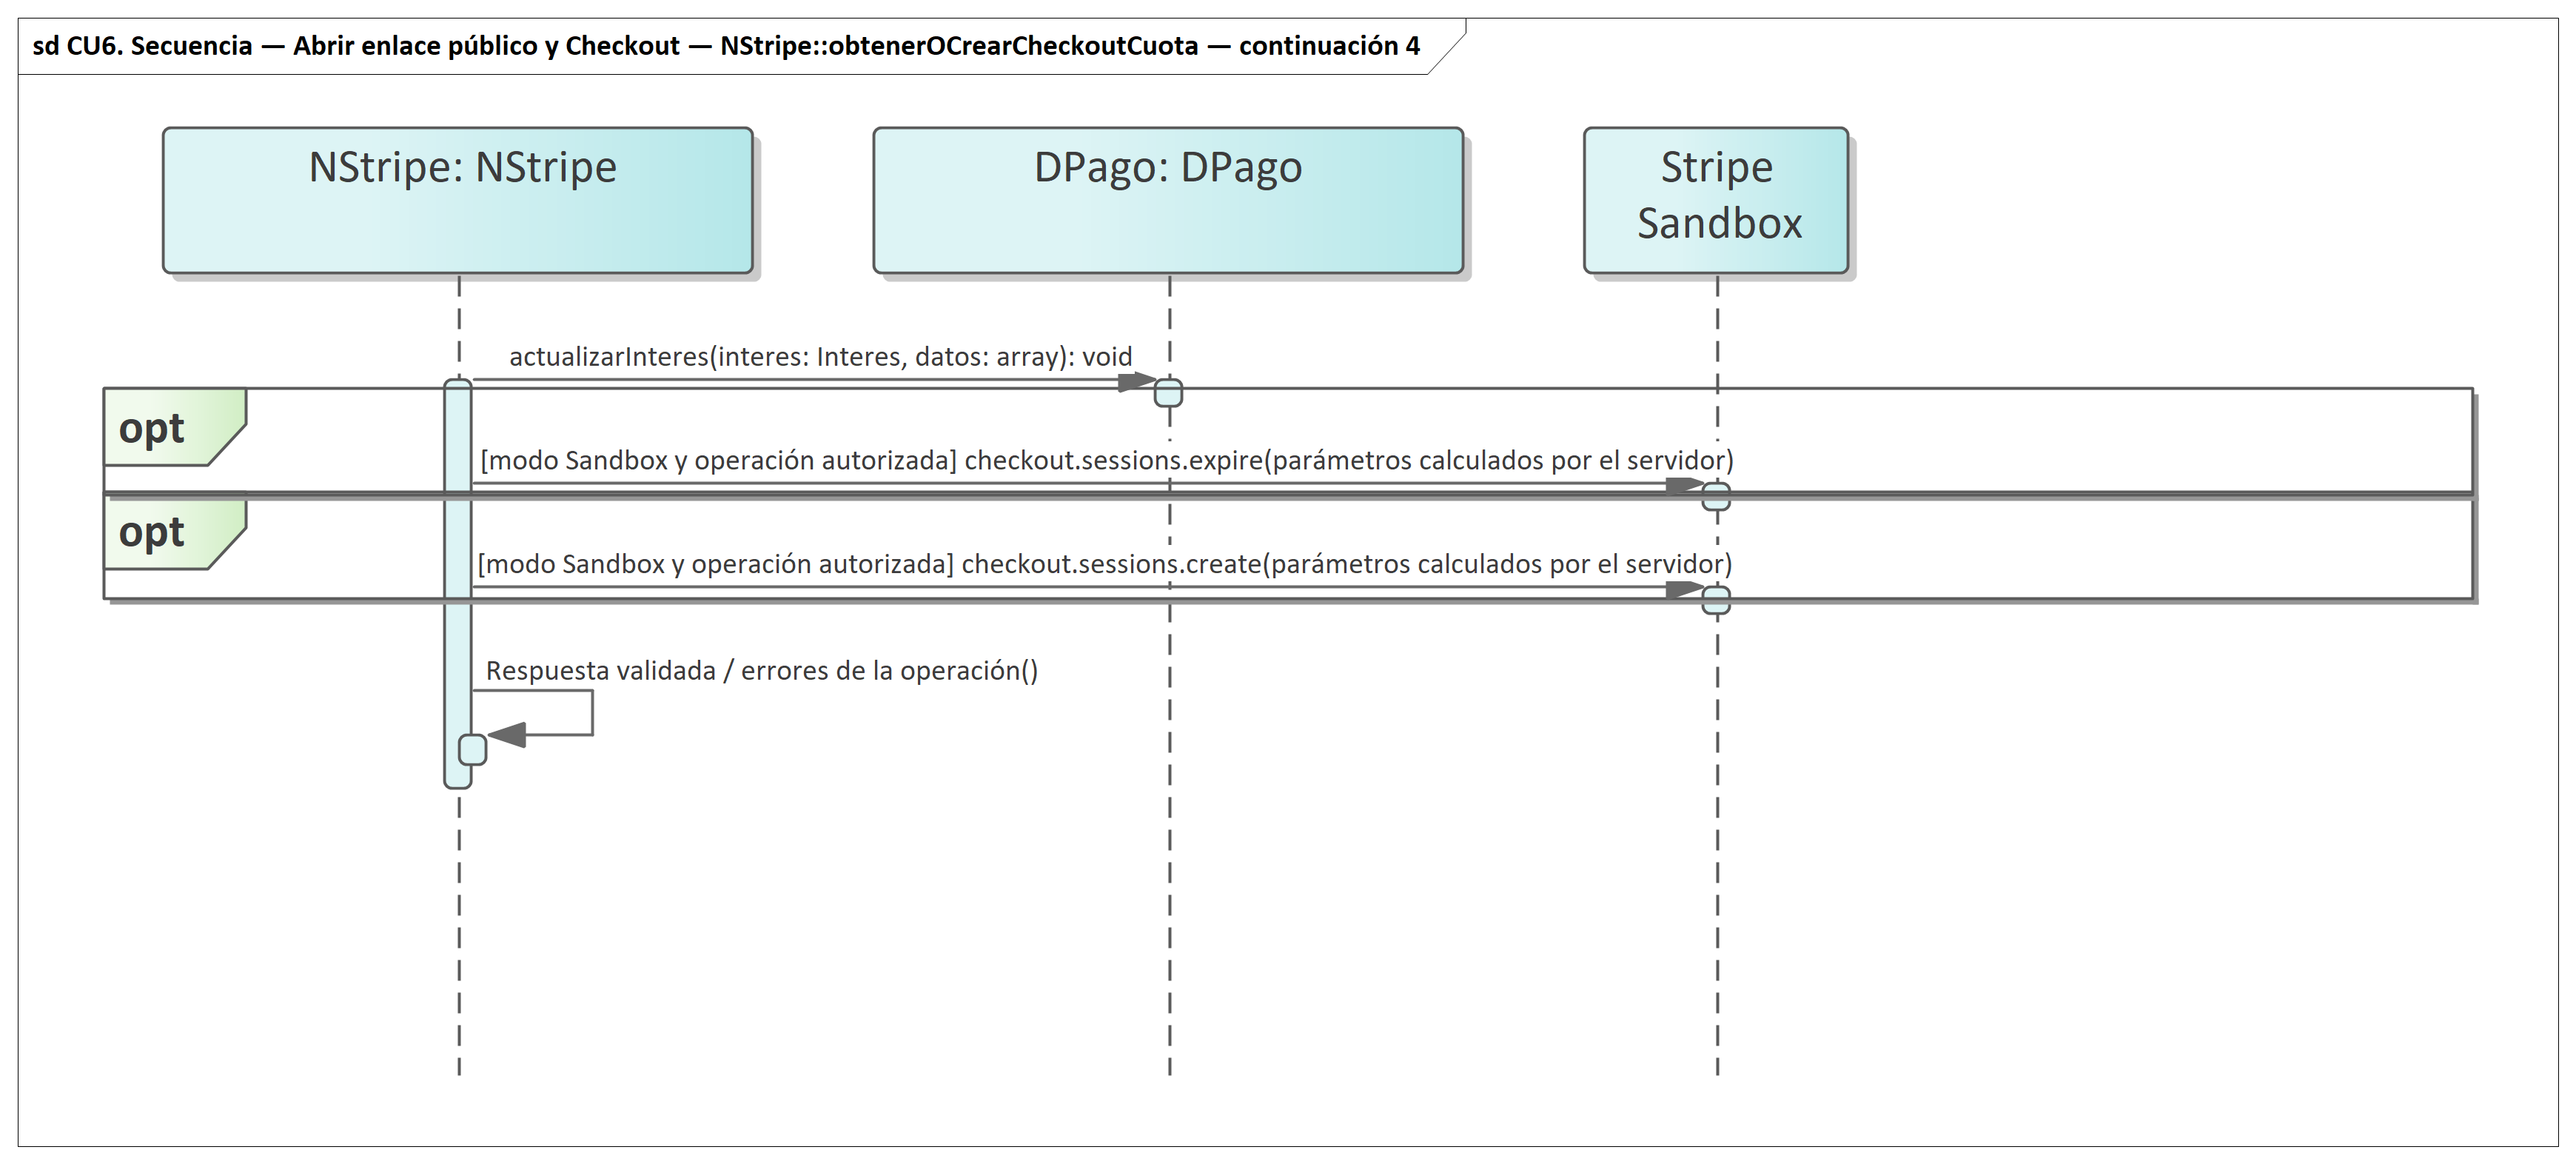 sd CU6. Secuencia — Abrir enlace público y Checkout — NStripe::obtenerOCrearCheckoutCuota — continuación 4
NStripe: NStripe
DPago: DPago
Stripe
Sandbox
actualizarInteres(interes: Interes, datos: array): void
opt
[modo Sandbox y operación autorizada] checkout.sessions.expire(parámetros calculados por el servidor)
opt
[modo Sandbox y operación autorizada] checkout.sessions.create(parámetros calculados por el servidor)
Respuesta validada / errores de la operación()